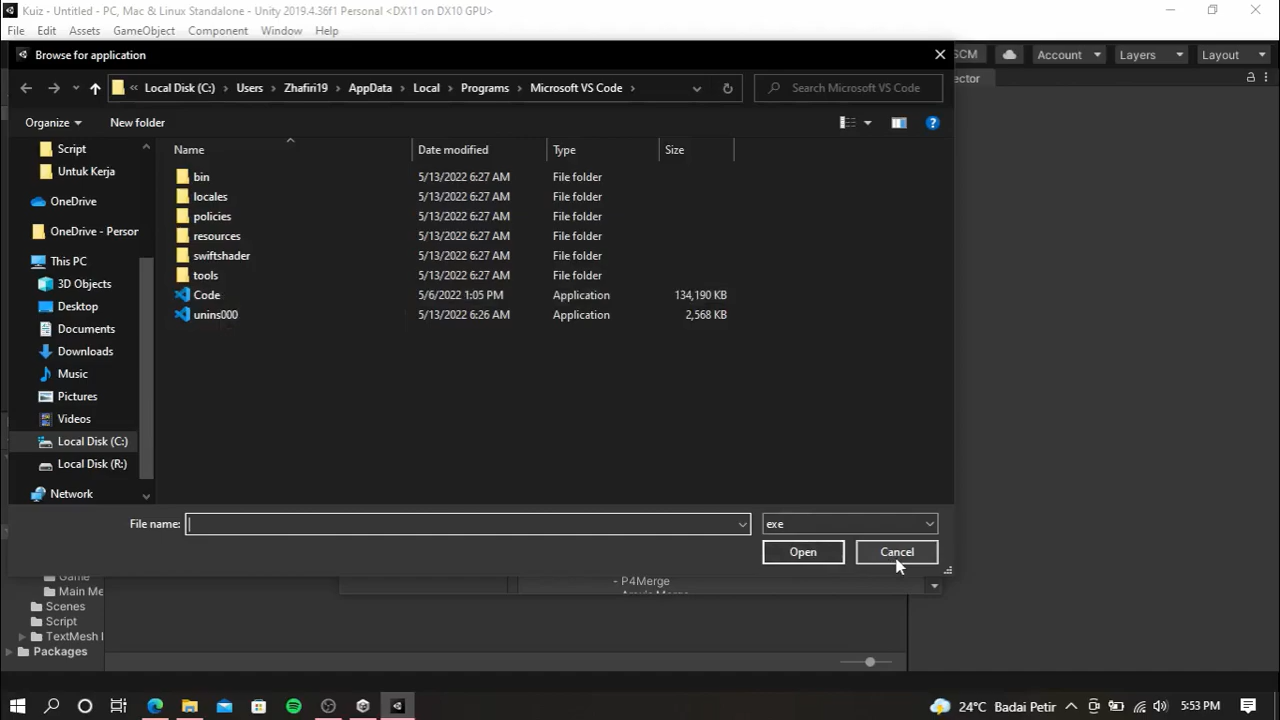 Kuiz - Untitled - PC, Mac & Linux Standalone - Unity 2019.4.36f1 Personal <DX11 on DX10 GPU>
File Edit Assets GameObject Component Window Help
Browse for application
SCM Account Layers Layout
« Local Disk (C:) › Users › Zhafiri19 › AppData › Local › Programs › Microsoft VS Code ›
Search Microsoft VS Code
ector
Organize New folder
Name Date modified Type Size
Script
Untuk Kerja
OneDrive
OneDrive - Person
This PC
3D Objects
Desktop
Documents
Downloads
Music
Pictures
Videos
Local Disk (C:)
Local Disk (R:)
Network
bin 5/13/2022 6:27 AM File folder
locales 5/13/2022 6:27 AM File folder
policies 5/13/2022 6:27 AM File folder
resources 5/13/2022 6:27 AM File folder
swiftshader 5/13/2022 6:27 AM File folder
tools 5/13/2022 6:27 AM File folder
Code 5/6/2022 1:05 PM Application 134,190 KB
unins000 5/13/2022 6:26 AM Application 2,568 KB
File name:
exe
Open Cancel
Game
- P4Merge
Main Me
Scenes
Script
TextMesh
Packages
24°C Badai Petir 5:53 PM